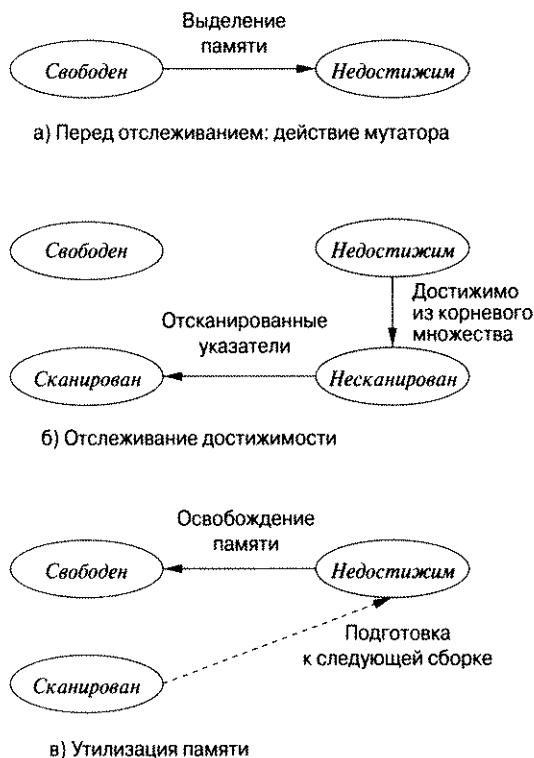 Выделение
памяти
Свободен
Недостижим
а) Перед отслеживанием: действие мутатора
Свободен
Недостижим
Достижимо
из корневого
множества
Отсканированные
указатели
Сканирован
Несканирован
б) Отслеживание достижимости
Освобождение
памяти
Свободен
Недостижим
Подготовка
к следующей сборке
Сканирован
в) Утилизация памяти